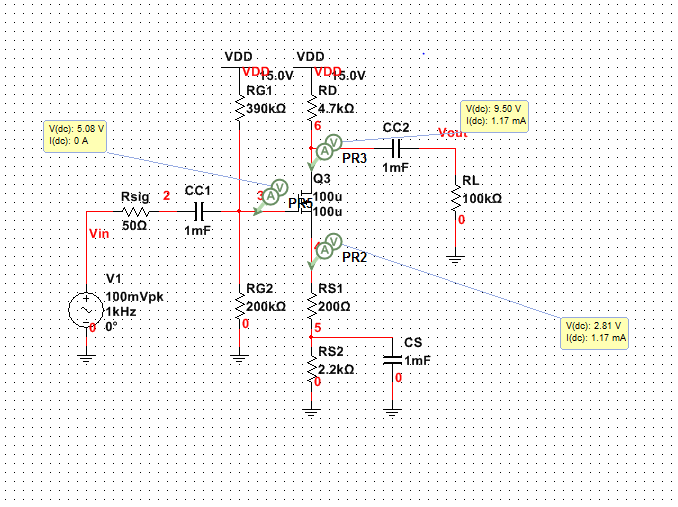 VDD
VDD
VDD
15.0V
VDD
15.0V
RG1
390kΩ
RD
4.7kΩ
6
V(dc): 9.50 V
I(dc): 1.17 mA
V(dc): 5.08 V
I(dc): 0 A
A V
PR3
CC2
1mF
Vout
RL
100kΩ
0
Q3
100u
100u
3
A V
Rsig
50Ω
2
CC1
1mF
Vin
A V
PR2
V1
100mVpk
1kHz
0°
0
RG2
200kΩ
0
RS1
200Ω
5
V(dc): 2.81 V
I(dc): 1.17 mA
RS2
2.2kΩ
0
CS
1mF
0